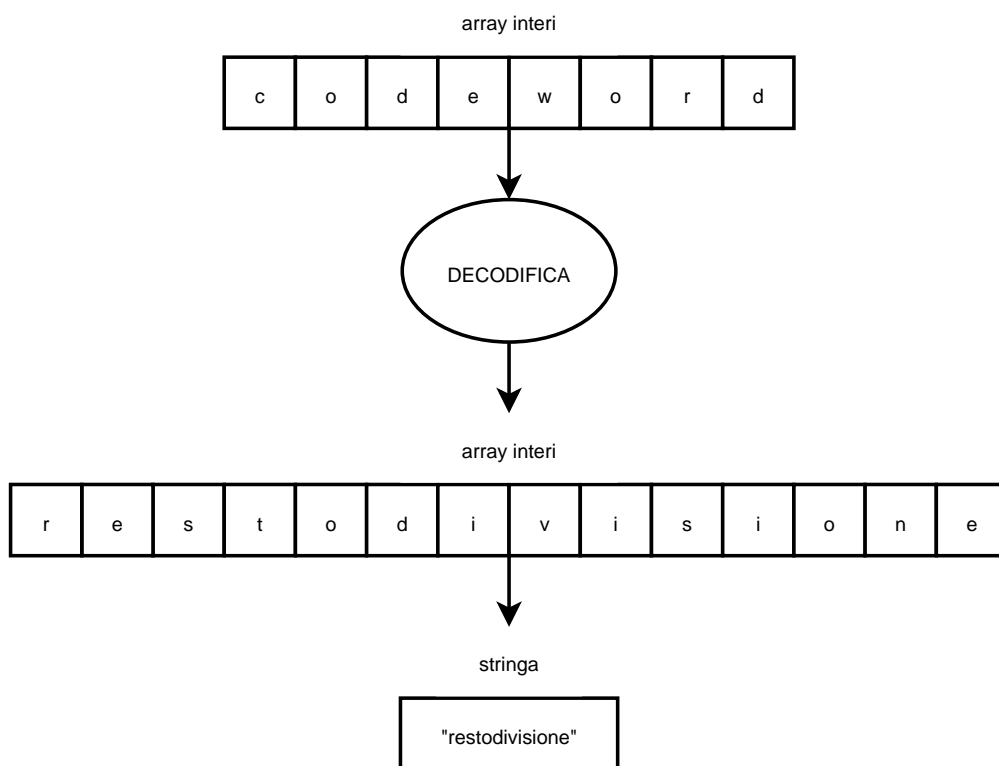 array interi
c o d e w o r d
DECODIFICA
array interi
r e s t o d i v i s i o n e
stringa
"restodivisione"